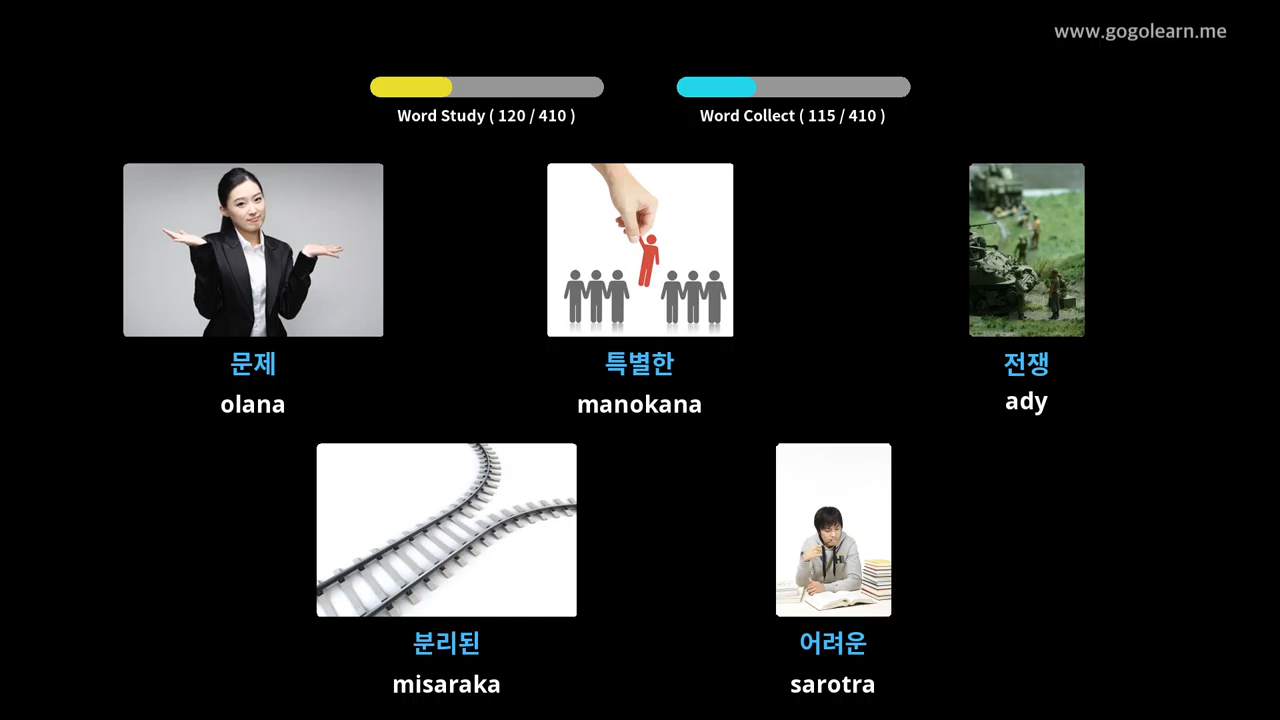 www.gogolearn.me
Word Study ( 120 / 410 )
Word Collect ( 115 / 410 )
문제
특별한
전쟁
olana
manokana
ady
분리된
어려운
misaraka
sarotra